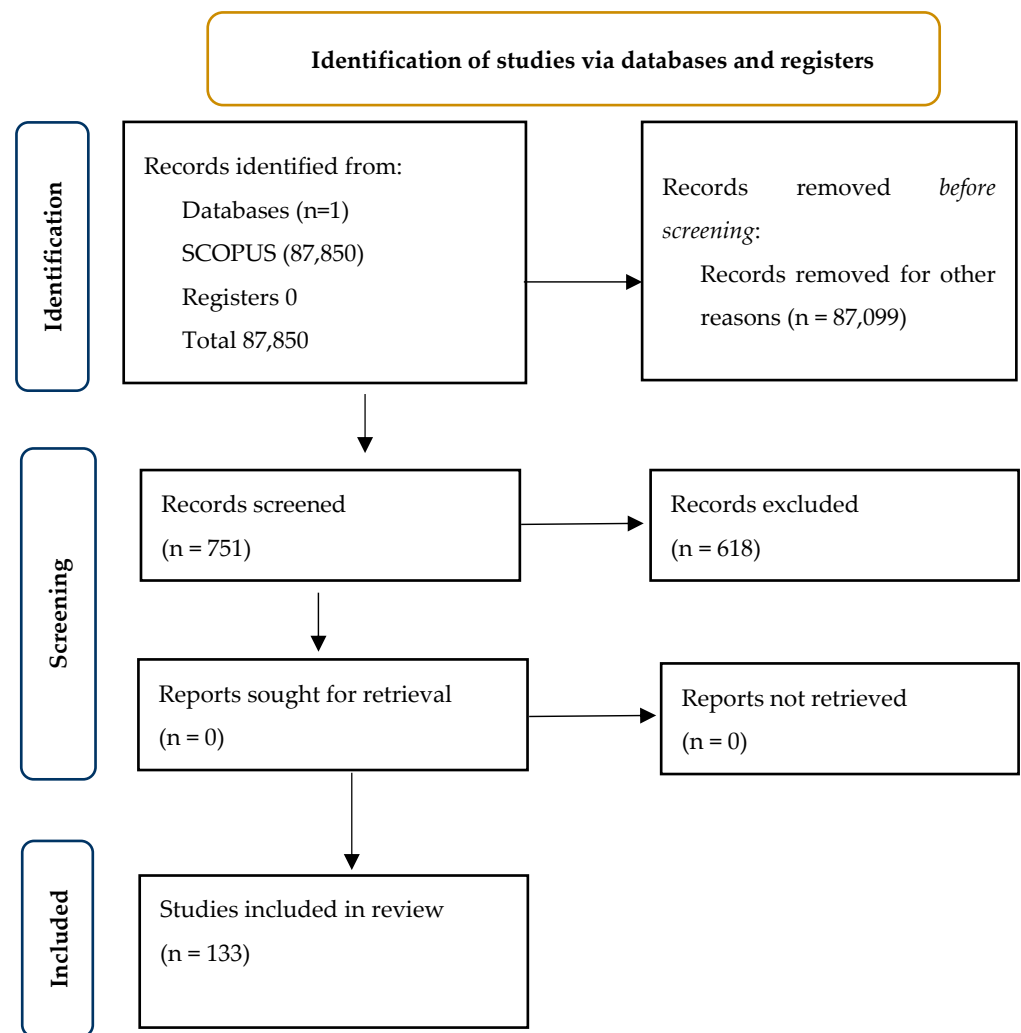 Identification of studies via databases and registers
Identification
Records identified from:
Databases (n=1)
SCOPUS (87,850)
Registers 0
Total 87,850
Records removed before
screening:
Records removed for other
reasons (n = 87,099)
Screening
Records screened
(n = 751)
Records excluded
(n = 618)
Reports sought for retrieval
(n = 0)
Reports not retrieved
(n = 0)
Included
Studies included in review
(n = 133)